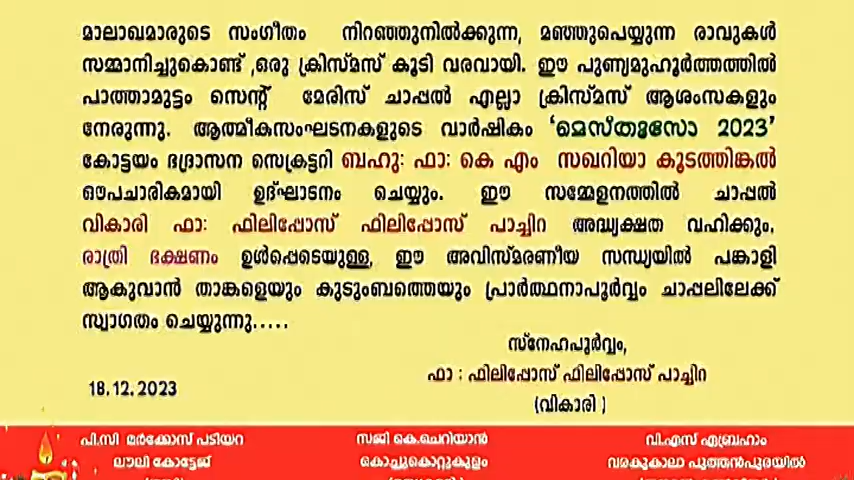 മാലാഖമാരുടെ സംഗീതം നിറഞ്ഞുനിൽക്കുന്ന, മഞ്ഞുപെയ്യുന്ന രാവുകൾ
സമ്മാനിച്ചുകൊണ്ട് ,ഒരു ക്രിസ്മസ് കൂടി വരവായി. ഈ പുണ്യമുഹൂർത്തത്തിൽ
പാത്താമുട്ടം സെന്റ് മേരിസ് ചാപ്പൽ എല്ലാ ക്രിസ്മസ് ആശംസകളും
നേരുന്നു. ആത്മീകസംഘടനകളുടെ വാർഷികം ‘മെസ്തൂസോ 2023’
കോട്ടയം ഭദ്രാസന സെക്രട്ടറി ബഹു: ഫാ: കെ എം സഖറിയാ കൂടത്തിങ്കൽ
ഔപചാരികമായി ഉദ്ഘാടനം ചെയ്യും. ഈ സമ്മേളനത്തിൽ ചാപ്പൽ
വികാരി ഫാ: ഫിലിപ്പോസ് ഫിലിപ്പോസ് പാച്ചിറ അദ്ധ്യക്ഷത വഹിക്കും.
രാത്രി ഭക്ഷണം ഉൾപ്പെടെയുള്ള, ഈ അവിസ്മരണീയ സന്ധ്യയിൽ പങ്കാളി
ആകുവാൻ താങ്കളെയും കുടുംബത്തെയും പ്രാർത്ഥനാപൂർവ്വം ചാപ്പലിലേക്ക്
സ്വാഗതം ചെയ്യുന്നു.....
സ്നേഹപൂർവ്വം,
ഫാ : ഫിലിപ്പോസ് ഫിലിപ്പോസ് പാച്ചിറ
18.12.2023
(വികാരി )
പി.സി മർക്കോസ് പടിയറ സജി കെ.ചെറിയാൻ വി.എസ് എബ്രഹാം
ലൗലി കോട്ടേജ് കൊച്ചുകൊറ്റുകുളം വരകുകാലാ പുത്തൻപുരയിൽ